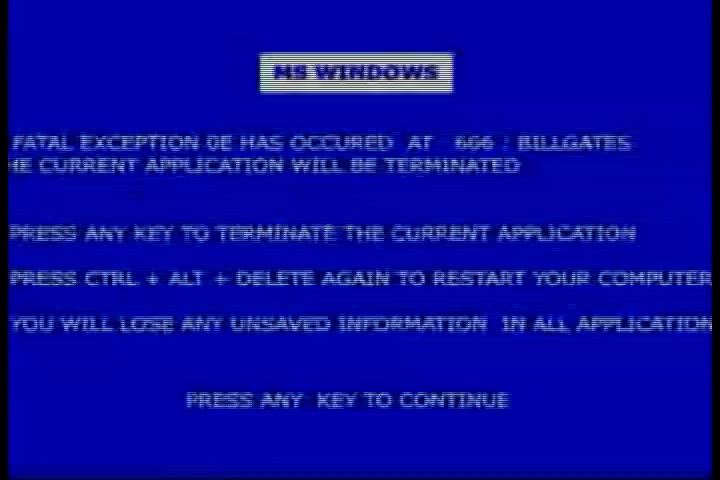 MS WINDOWS
FATAL EXCEPTION 0E HAS OCCURED AT 666 : BILLGATES
HE CURRENT APPLICATION WILL BE TERMINATED
PRESS ANY KEY TO TERMINATE THE CURRENT APPLICATION
PRESS CTRL + ALT + DELETE AGAIN TO RESTART YOUR COMPUTER
YOU WILL LOSE ANY UNSAVED INFORMATION IN ALL APPLICATION
PRESS ANY KEY TO CONTINUE